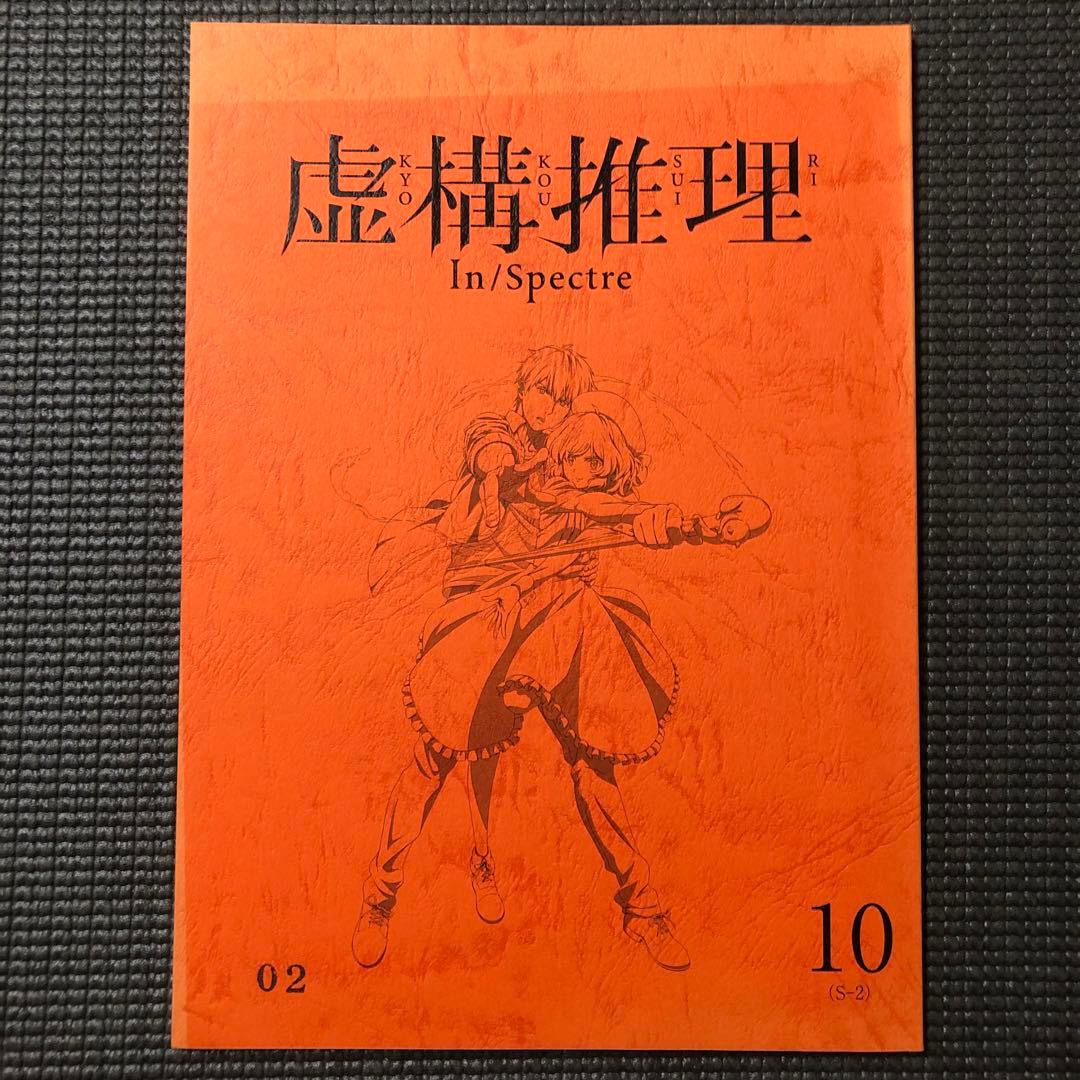 虚構推理
KYO KOU SUI RI
In/Spectre
02
10
(S-2)